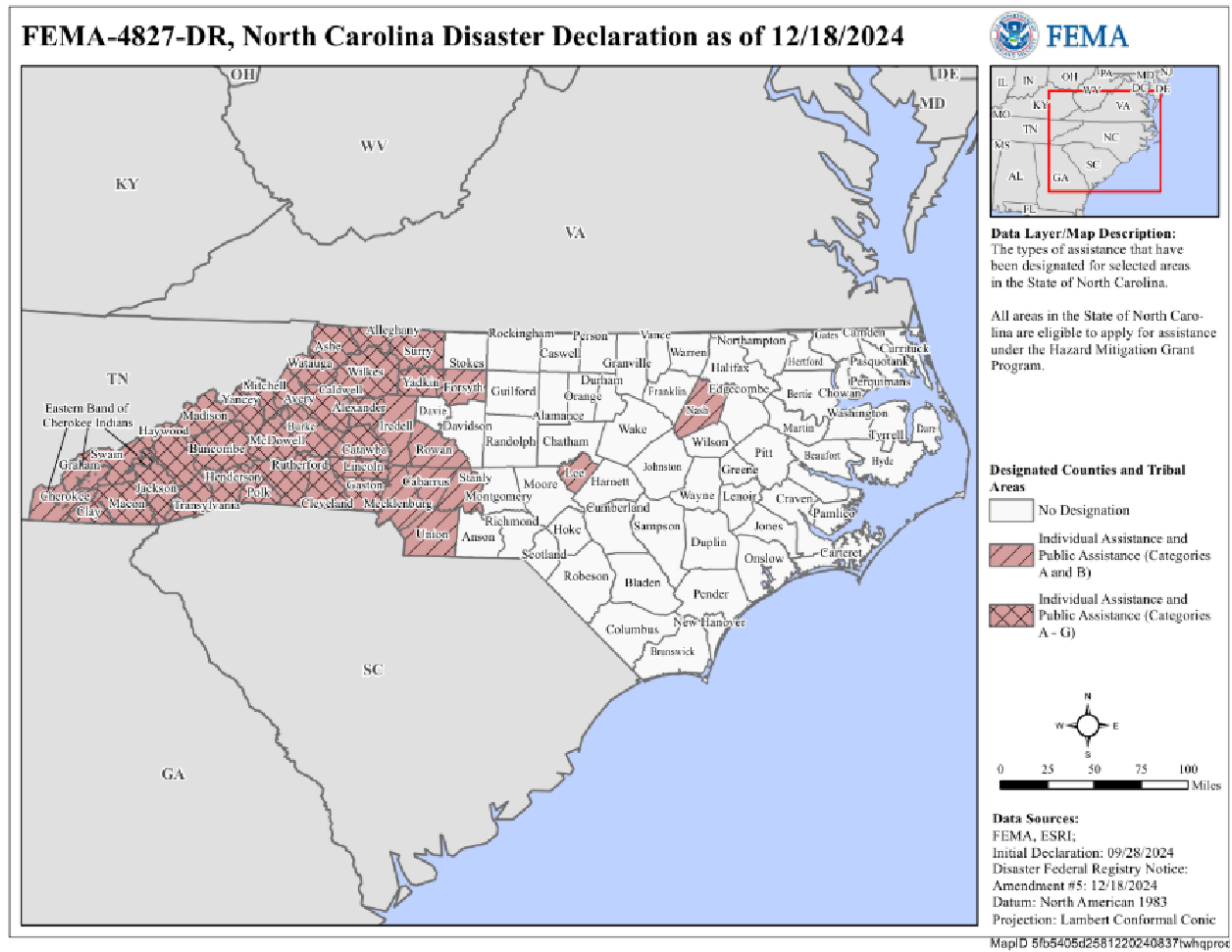 FEMA-4827-DR, North Carolina Disaster Declaration as of 12/18/2024
FEMA
OH
DE
MD
WV
KY
VA
TN
SC
GA
Alleghany
Ashe
Surry
Stokes
Rockingham
Person
Vance
Caswell
Granville
Warren
Northampton
Gates
Camden
Currituck
Halifax
Hertford
Pasquotank
Perquimans
Watauga
Wilkes
Yadkin
Forsyth
Guilford
Durham
Orange
Franklin
Edgecombe
Bertie
Chowan
Mitchell
Avery
Caldwell
Yancey
Alexander
Davie
Iredell
Davidson
Alamance
Nash
Washington
Martin
Tyrrell
Dare
Eastern Band of
Cherokee Indians
Madison
Haywood
Burke
McDowell
Buncombe
Catawba
Rowan
Randolph
Chatham
Wake
Wilson
Pitt
Beaufort
Hyde
Swain
Graham
Rutherford
Lincoln
Henderson
Polk
Gaston
Cabarrus
Stanly
Montgomery
Moore
Lee
Harnett
Johnston
Greene
Wayne
Lenoir
Craven
Pamlico
Cherokee
Clay
Macon
Jackson
Transylvania
Cleveland
Mecklenburg
Union
Anson
Richmond
Hoke
Cumberland
Sampson
Duplin
Jones
Onslow
Carteret
Scotland
Robeson
Bladen
Pender
Columbus
New Hanover
Brunswick
IL
IN
OH
PA
MD
NJ
WV
DC
DE
KY
VA
MO
TN
NC
MS
SC
AL
GA
FL
Data Layer/Map Description:
The types of assistance that have
been designated for selected areas
in the State of North Carolina.
All areas in the State of North Caro-
lina are eligible to apply for assistance
under the Hazard Mitigation Grant
Program.
Designated Counties and Tribal
Areas
No Designation
Individual Assistance and
Public Assistance (Categories
A and B)
Individual Assistance and
Public Assistance (Categories
A - G)
N
W
E
S
0 25 50 75 100
Miles
Data Sources:
FEMA, ESRI;
Initial Declaration: 09/28/2024
Disaster Federal Registry Notice:
Amendment #5: 12/18/2024
Datum: North American 1983
Projection: Lambert Conformal Conic
MapID 5fb5405d2581220240837twhqprod